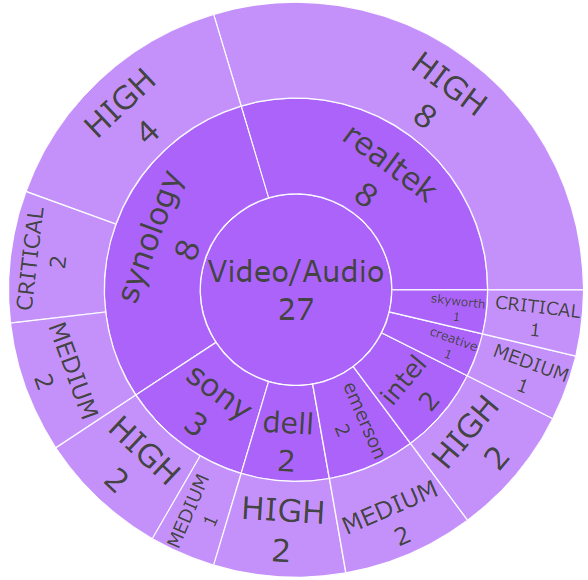 Video/Audio
27
realtek
8
HIGH
8
synology
8
HIGH
4
CRITICAL
2
MEDIUM
2
sony
3
HIGH
2
MEDIUM
1
dell
2
HIGH
2
emerson
2
MEDIUM
2
intel
2
HIGH
2
creative
1
MEDIUM
1
skyworth
1
CRITICAL
1